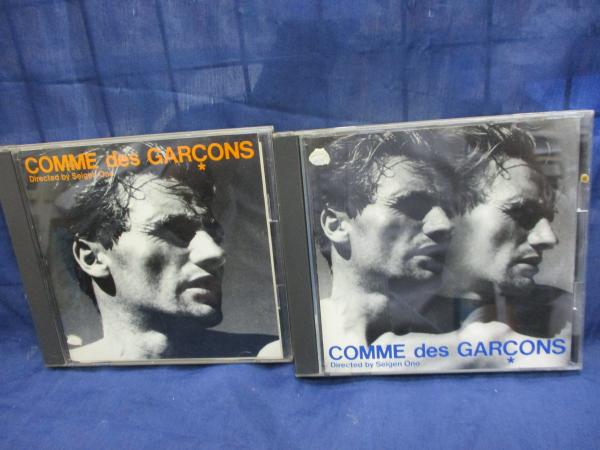 COMME des GARÇONS
*
Directed by Seigen Ono
COMME des GARÇONS
*
Directed by Seigen Ono